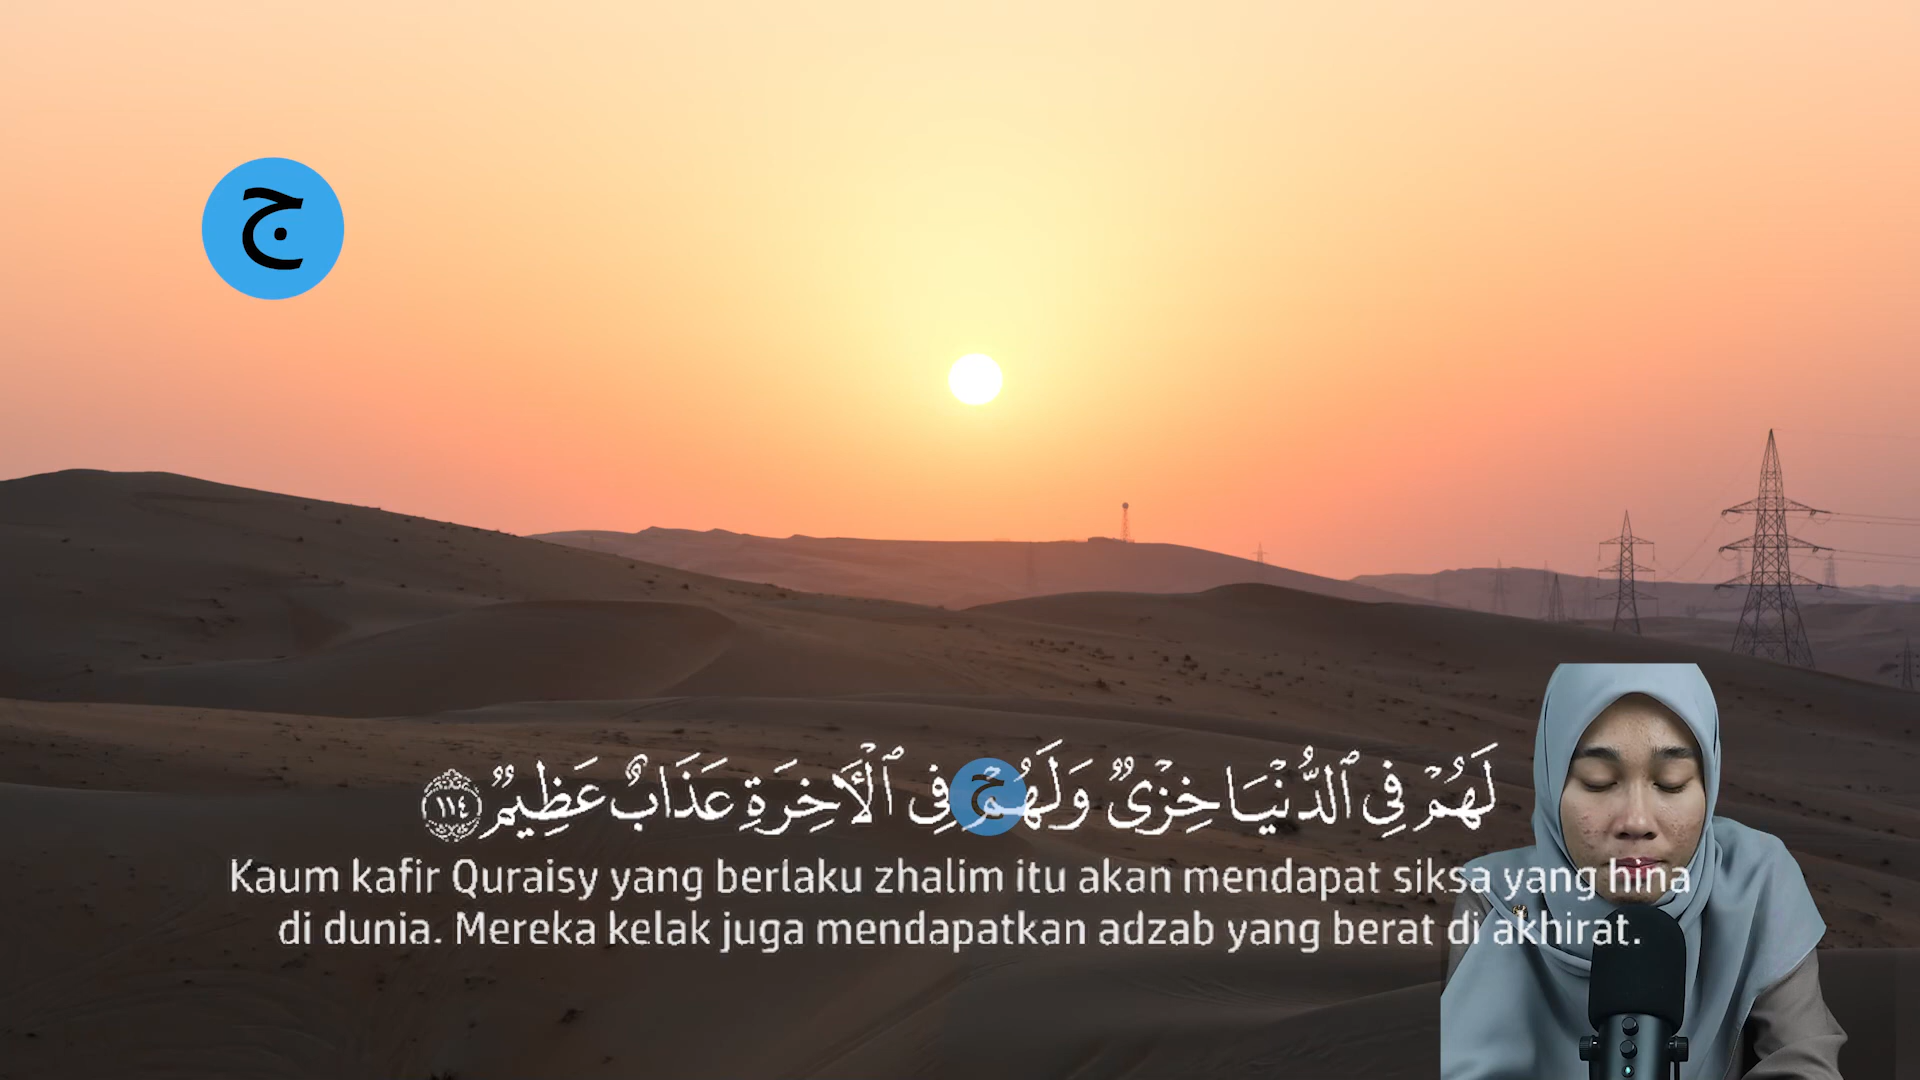 ج
لَهُمْ فِي ٱلدُّنْيَا خِزْيٌ وَلَهُمْ فِي ٱلْأَخِرَةِ عَذَابٌ عَظِيمٌ ١١٤
ج
Kaum kafir Quraisy yang berlaku zhalim itu akan mendapat siksa yang hina
di dunia. Mereka kelak juga mendapatkan adzab yang berat di akhirat.